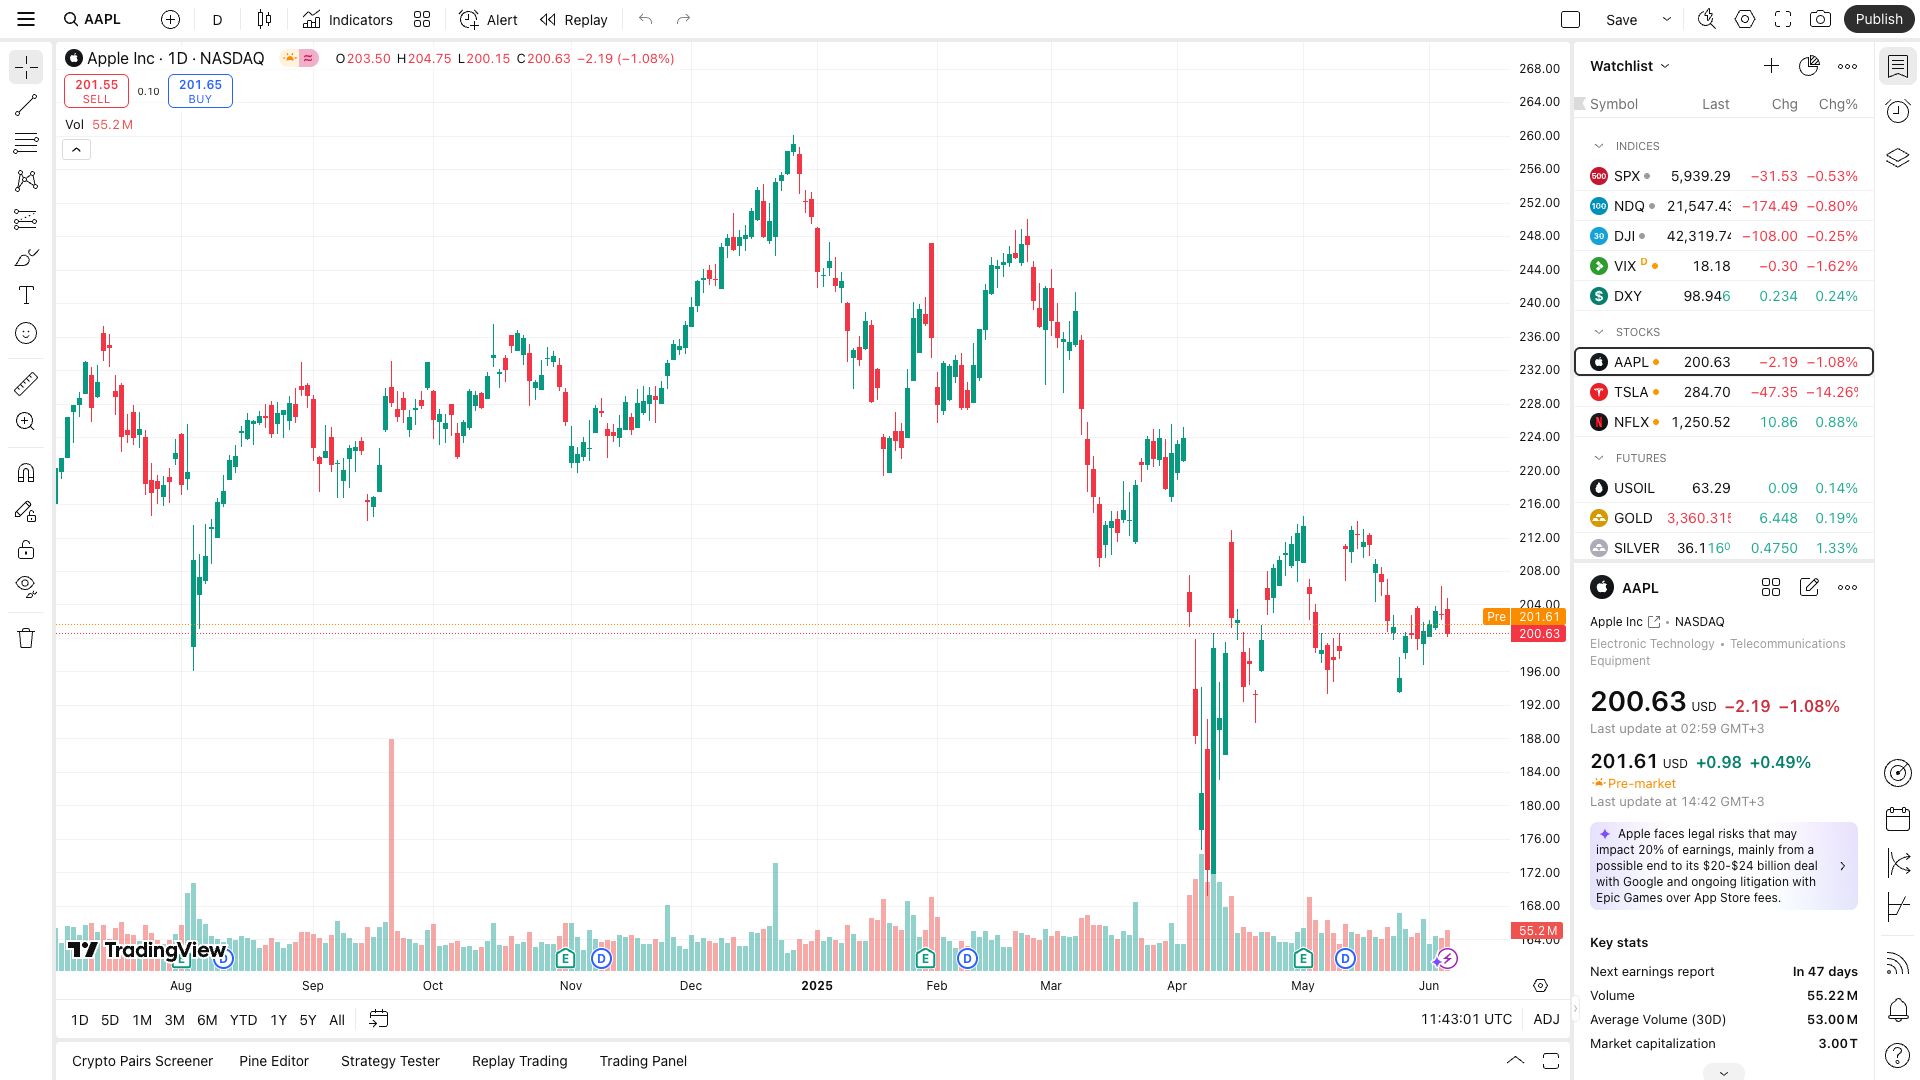 AAPL
D
Indicators
Alert
Replay
Save
Publish
Apple Inc · 1D · NASDAQ
O203.50 H204.75 L200.15 C200.63 −2.19 (−1.08%)
201.55
SELL
0.10
201.65
BUY
Vol 55.2M
268.00
264.00
260.00
256.00
252.00
248.00
244.00
240.00
236.00
232.00
228.00
224.00
220.00
216.00
212.00
208.00
204.00
Pre 201.61
200.63
196.00
192.00
188.00
184.00
180.00
176.00
172.00
168.00
55.2M
164.00
TradingView
E D E D E D E D
Aug Sep Oct Nov Dec 2025 Feb Mar Apr May Jun
1D 5D 1M 3M 6M YTD 1Y 5Y All
11:43:01 UTC ADJ
Crypto Pairs Screener Pine Editor Strategy Tester Replay Trading Trading Panel
Watchlist
Symbol Last Chg Chg%
INDICES
500 SPX 5,939.29 −31.53 −0.53%
100 NDQ 21,547.43 −174.49 −0.80%
30 DJI 42,319.74 −108.00 −0.25%
VIX D 18.18 −0.30 −1.62%
$ DXY 98.946 0.234 0.24%
STOCKS
AAPL 200.63 −2.19 −1.08%
TSLA 284.70 −47.35 −14.26%
NFLX 1,250.52 10.86 0.88%
FUTURES
USOIL 63.29 0.09 0.14%
GOLD 3,360.315 6.448 0.19%
SILVER 36.1160 0.4750 1.33%
AAPL
Apple Inc • NASDAQ
Electronic Technology • Telecommunications
Equipment
200.63 USD −2.19 −1.08%
Last update at 02:59 GMT+3
201.61 USD +0.98 +0.49%
Pre-market
Last update at 14:42 GMT+3
Apple faces legal risks that may
impact 20% of earnings, mainly from a
possible end to its $20-$24 billion deal
with Google and ongoing litigation with
Epic Games over App Store fees.
Key stats
Next earnings report In 47 days
Volume 55.22M
Average Volume (30D) 53.00M
Market capitalization 3.00T